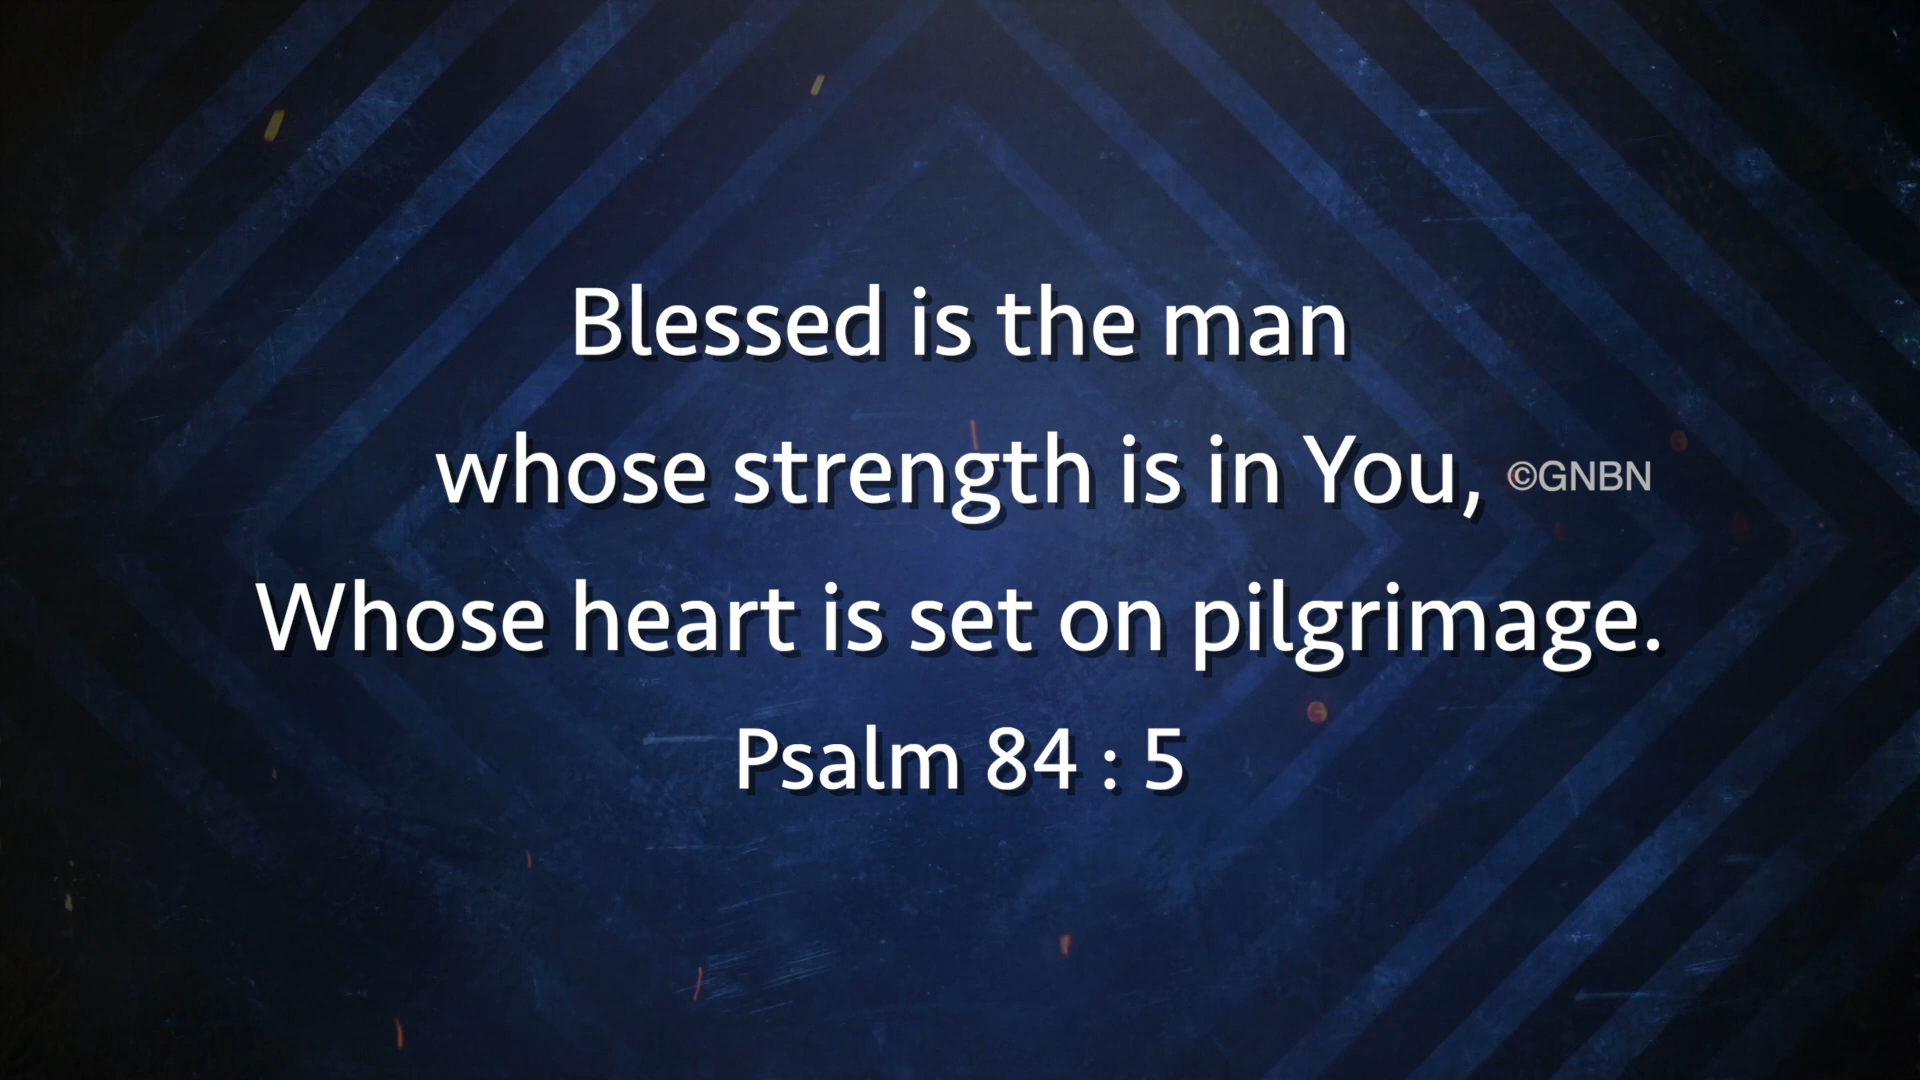 Blessed is the man
whose strength is in You,
©GNBN
Whose heart is set on pilgrimage.
Psalm 84 : 5